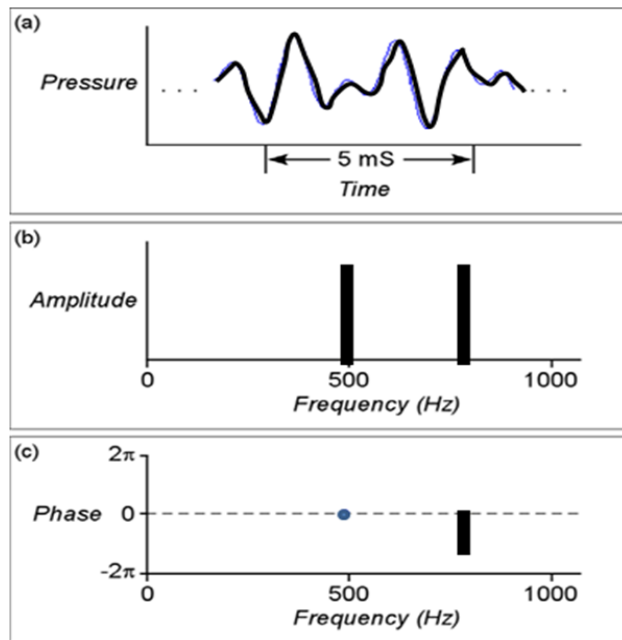 (a)
Pressure
5 mS
Time
(b)
Amplitude
0 500 1000
Frequency (Hz)
(c)
2π
Phase 0
-2π
0 500 1000
Frequency (Hz)